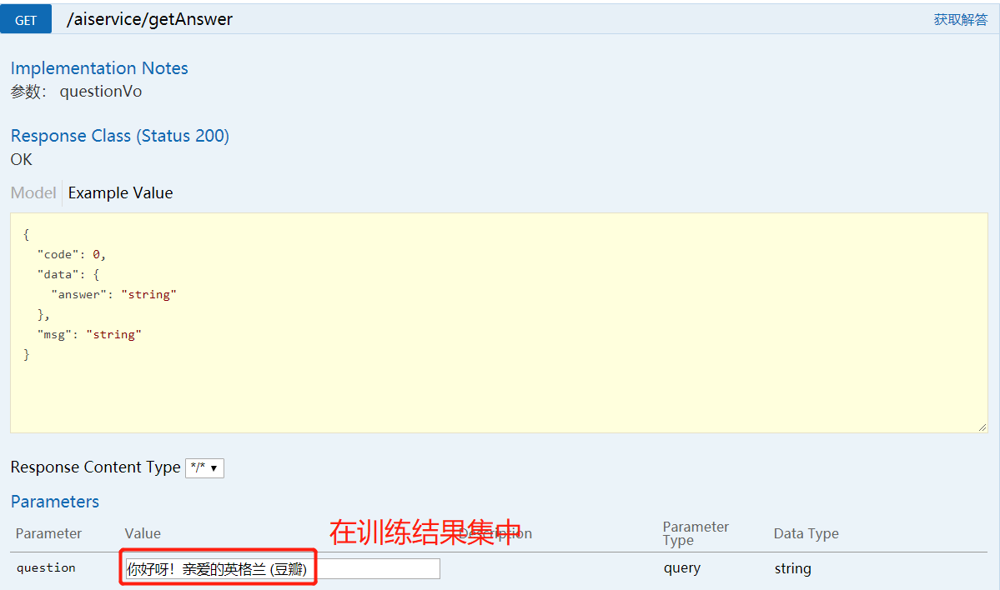 GET /aiservice/getAnswer 获取解答
Implementation Notes
参数： questionVo
Response Class (Status 200)
OK
Model Example Value
{
"code": 0,
"data": {
"answer": "string"
},
"msg": "string"
}
Response Content Type */*
Parameters
在训练结果集中
Parameter Value Description Parameter Type Data Type
question 你好呀！亲爱的英格兰 (豆瓣) query string